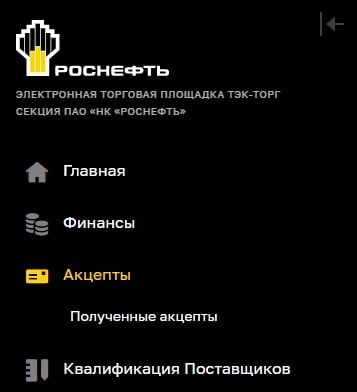 РОСНЕФТЬ
ЭЛЕКТРОННАЯ ТОРГОВАЯ ПЛОЩАДКА ТЭК-ТОРГ
СЕКЦИЯ ПАО «НК «РОСНЕФТЬ»
Главная
Финансы
Акцепты
Полученные акцепты
Квалификация Поставщиков